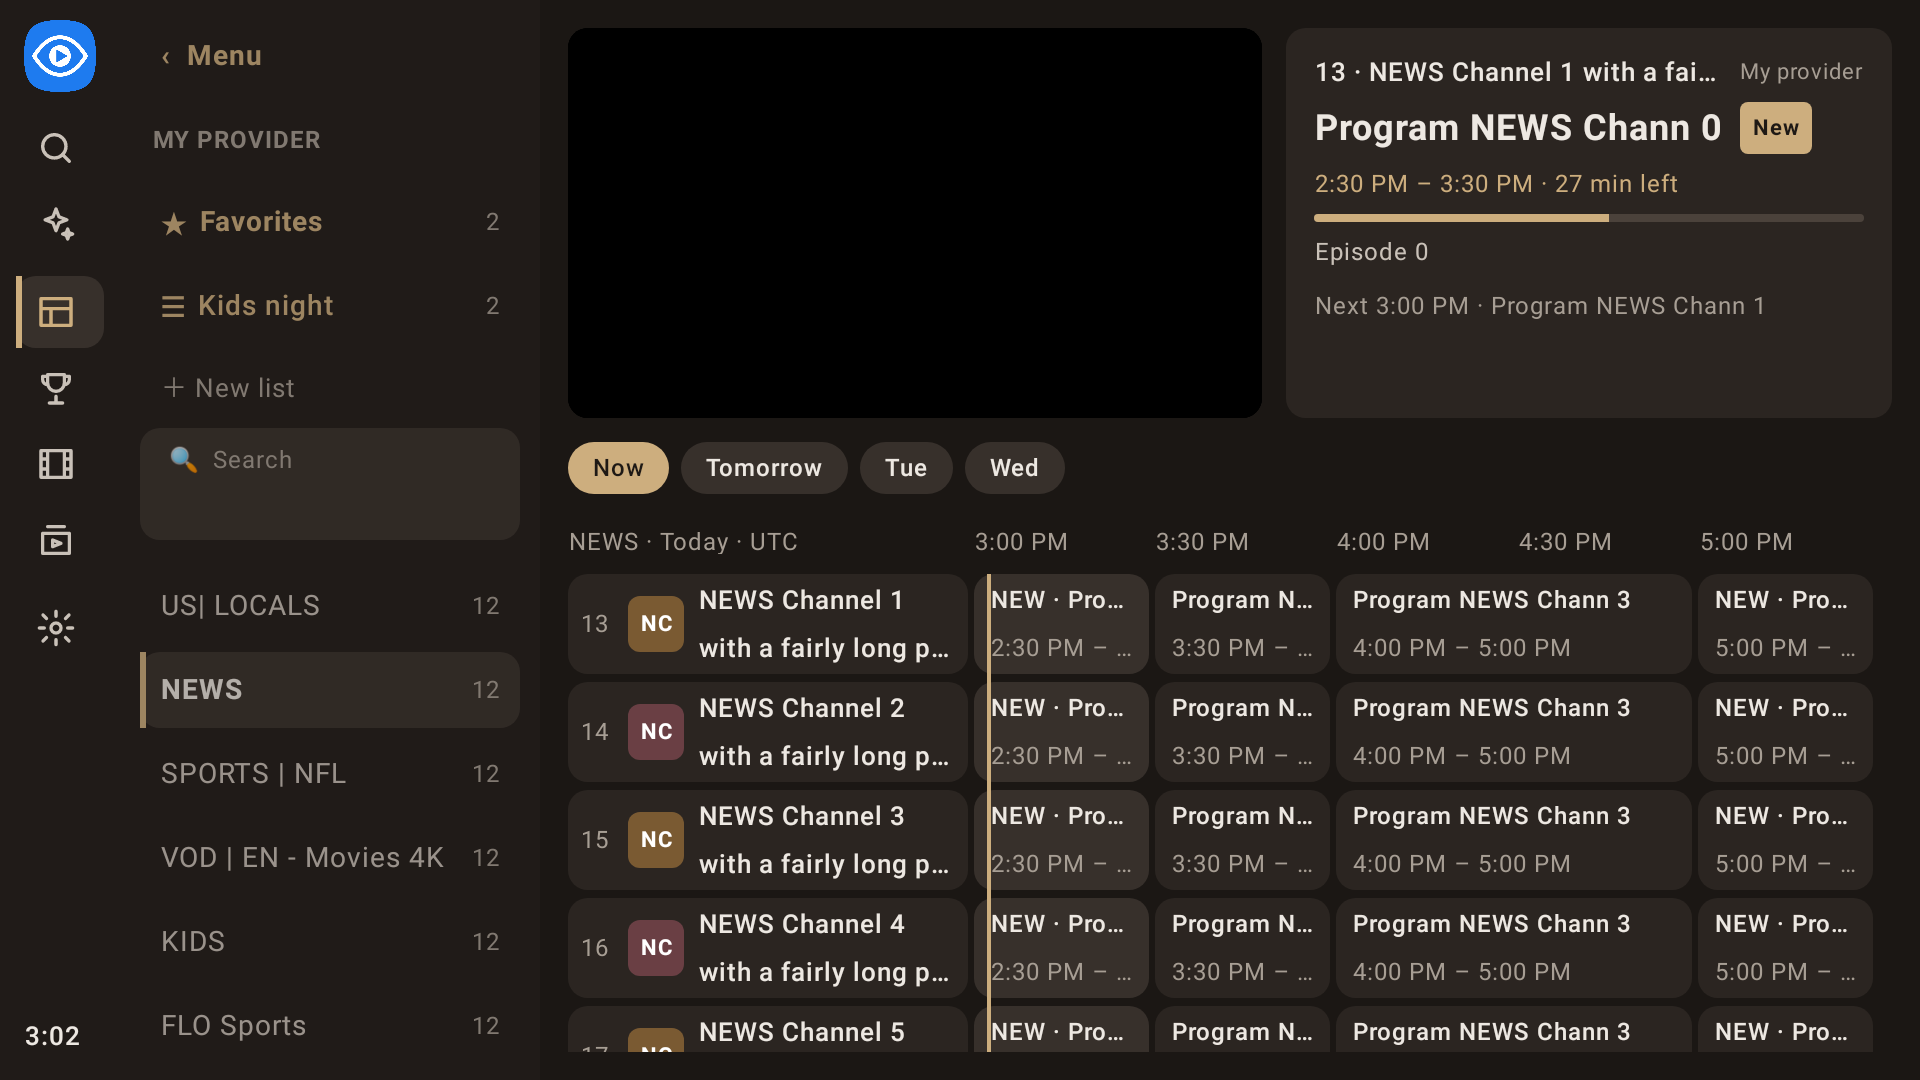 ‹ Menu
MY PROVIDER
★ Favorites 2
☰ Kids night 2
+ New list
🔍 Search
US| LOCALS 12
NEWS 12
SPORTS | NFL 12
VOD | EN - Movies 4K 12
KIDS 12
FLO Sports 12
3:02
13 · NEWS Channel 1 with a fai… My provider
Program NEWS Chann 0 New
2:30 PM – 3:30 PM · 27 min left
Episode 0
Next 3:00 PM · Program NEWS Chann 1
Now Tomorrow Tue Wed
NEWS · Today · UTC 3:00 PM 3:30 PM 4:00 PM 4:30 PM 5:00 PM
13 NC NEWS Channel 1 NEW · Pro… Program N… Program NEWS Chann 3 NEW · Pro…
with a fairly long p… 2:30 PM – … 3:30 PM – … 4:00 PM – 5:00 PM 5:00 PM – …
14 NC NEWS Channel 2 NEW · Pro… Program N… Program NEWS Chann 3 NEW · Pro…
with a fairly long p… 2:30 PM – … 3:30 PM – … 4:00 PM – 5:00 PM 5:00 PM – …
15 NC NEWS Channel 3 NEW · Pro… Program N… Program NEWS Chann 3 NEW · Pro…
with a fairly long p… 2:30 PM – … 3:30 PM – … 4:00 PM – 5:00 PM 5:00 PM – …
16 NC NEWS Channel 4 NEW · Pro… Program N… Program NEWS Chann 3 NEW · Pro…
with a fairly long p… 2:30 PM – … 3:30 PM – … 4:00 PM – 5:00 PM 5:00 PM – …
17 NC NEWS Channel 5 NEW · Pro… Program N… Program NEWS Chann 3 NEW · Pro…